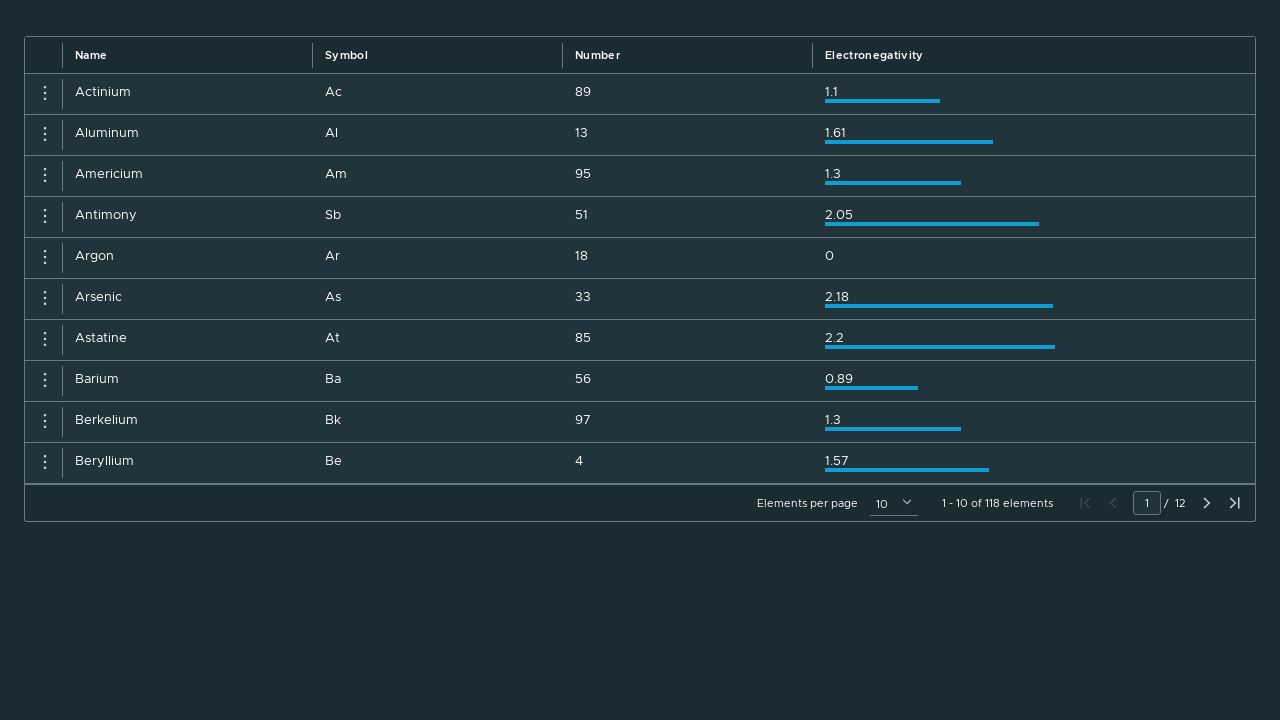 Name Symbol Number Electronegativity
Actinium Ac 89 1.1
Aluminum Al 13 1.61
Americium Am 95 1.3
Antimony Sb 51 2.05
Argon Ar 18 0
Arsenic As 33 2.18
Astatine At 85 2.2
Barium Ba 56 0.89
Berkelium Bk 97 1.3
Beryllium Be 4 1.57
Elements per page 10 1 - 10 of 118 elements 1 / 12